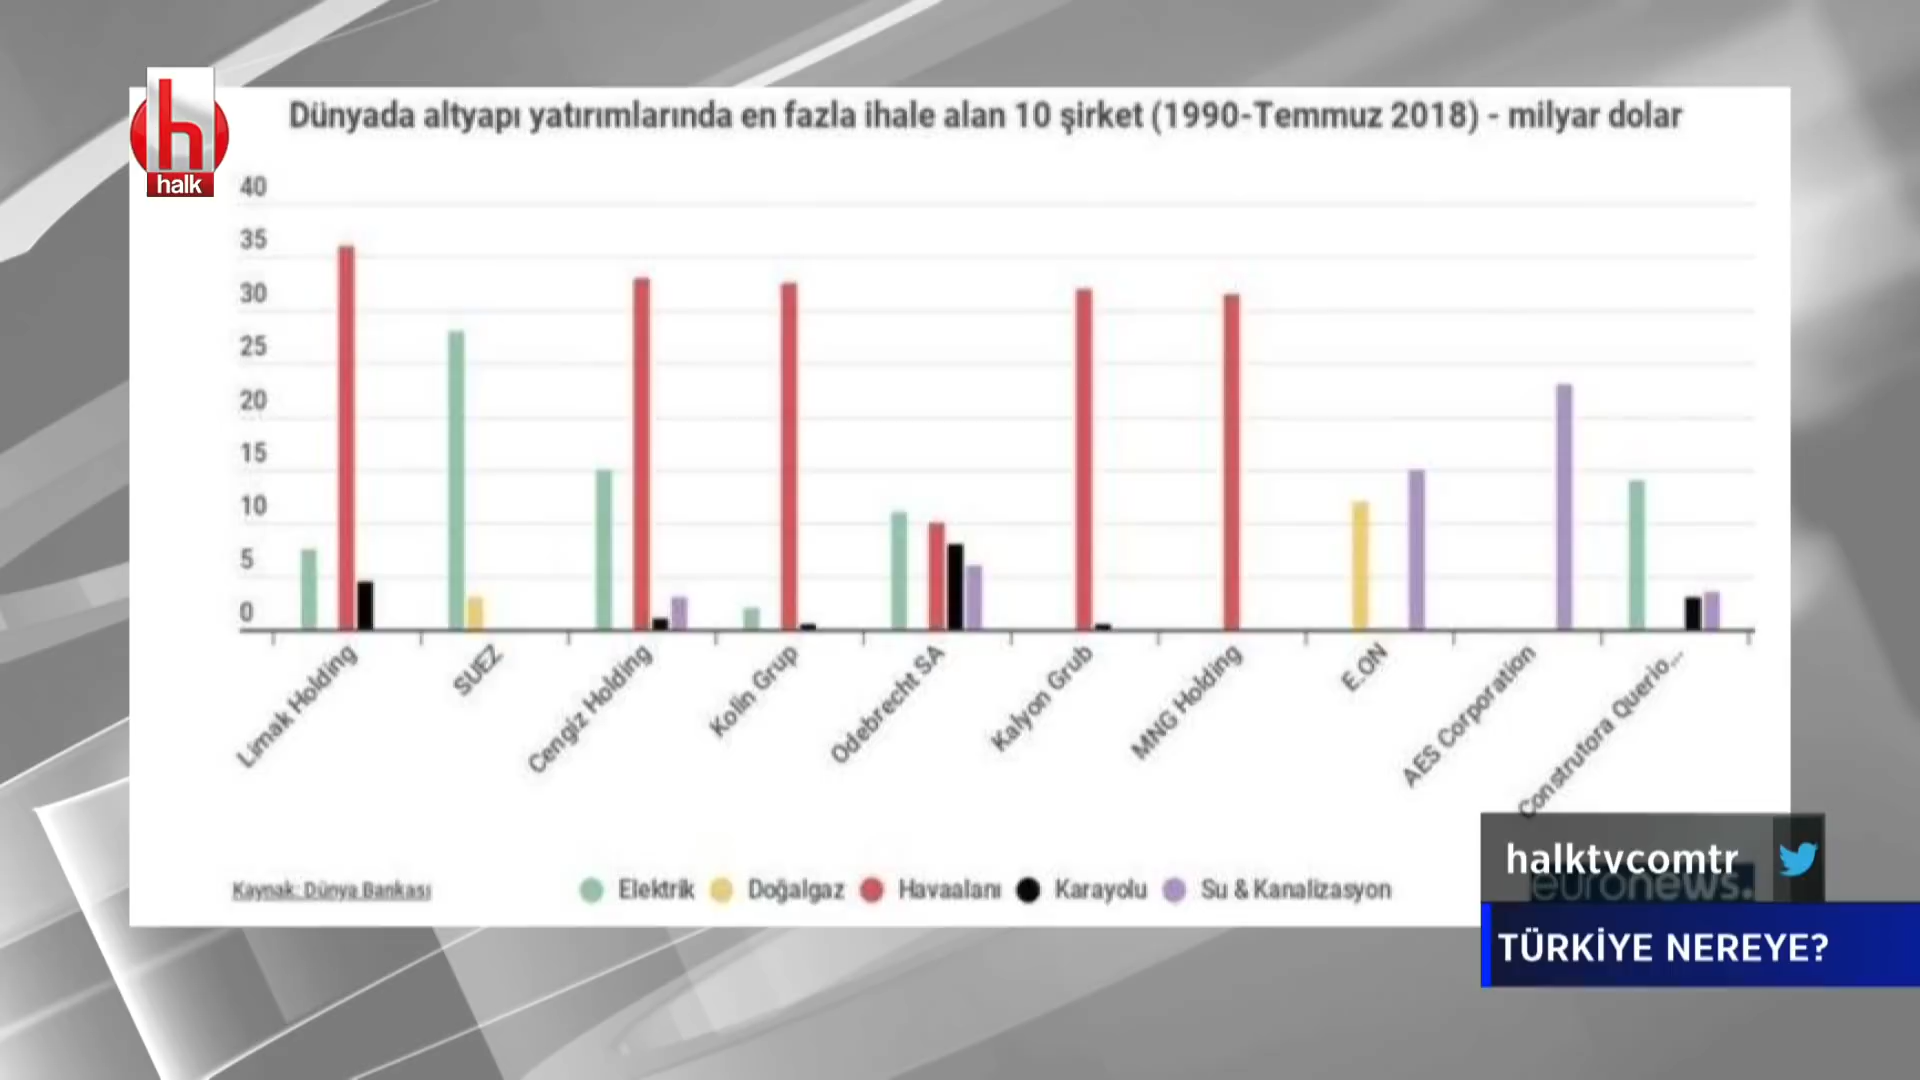 h
halk
Dünyada altyapı yatırımlarında en fazla ihale alan 10 şirket (1990-Temmuz 2018) - milyar dolar
40
35
30
25
20
15
10
5
0
Limak Holding
SUEZ
Cengiz Holding
Kolin Grup
Odebrecht SA
Kalyon Grub
MNG Holding
E.ON
AES Corporation
Construtora Querio...
Kaynak: Dünya Bankası
Elektrik
Doğalgaz
Havaalanı
Karayolu
Su & Kanalizasyon
halktvcomtr
euronews.
TÜRKİYE NEREYE?